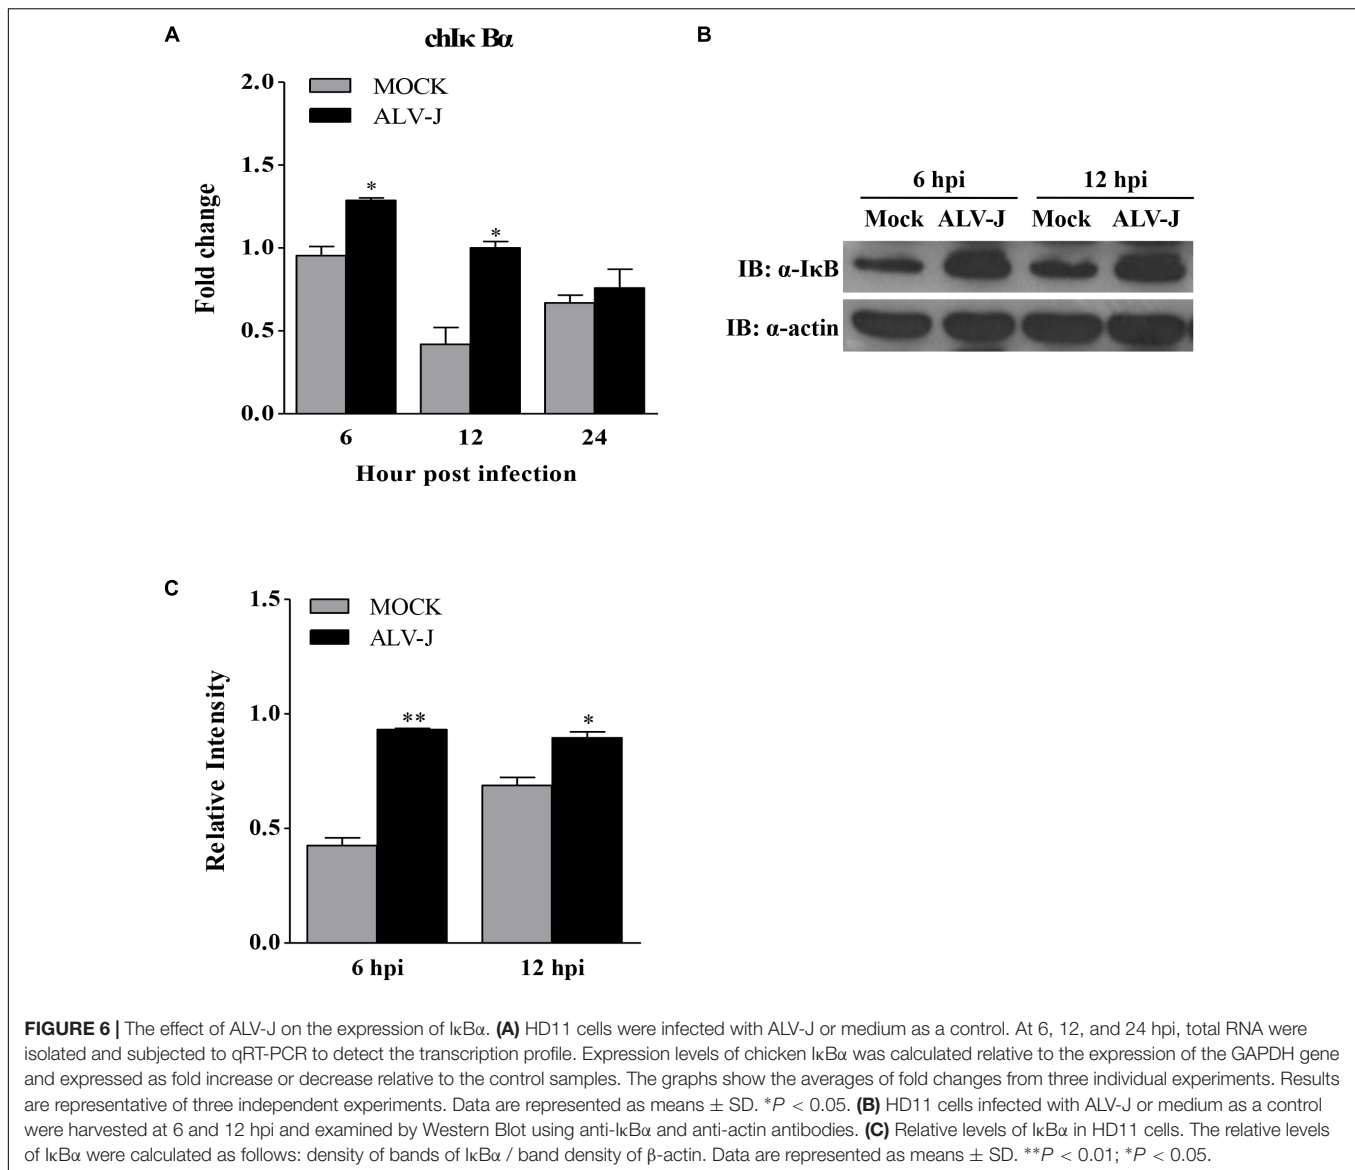 A
chIκ Bα
MOCK
ALV-J
2.0
1.5
1.0
0.5
0.0
Fold change
*
*
6
12
24
Hour post infection
B
6 hpi
12 hpi
Mock
ALV-J
Mock
ALV-J
IB: α-IκB
IB: α-actin
C
MOCK
ALV-J
1.5
1.0
0.5
0.0
Relative Intensity
**
*
6 hpi
12 hpi
FIGURE 6 | The effect of ALV-J on the expression of IκBα. (A) HD11 cells were infected with ALV-J or medium as a control. At 6, 12, and 24 hpi, total RNA were
isolated and subjected to qRT-PCR to detect the transcription profile. Expression levels of chicken IκBα was calculated relative to the expression of the GAPDH gene
and expressed as fold increase or decrease relative to the control samples. The graphs show the averages of fold changes from three individual experiments. Results
are representative of three independent experiments. Data are represented as means ± SD. *P < 0.05. (B) HD11 cells infected with ALV-J or medium as a control
were harvested at 6 and 12 hpi and examined by Western Blot using anti-IκBα and anti-actin antibodies. (C) Relative levels of IκBα in HD11 cells. The relative levels
of IκBα were calculated as follows: density of bands of IκBα / band density of β-actin. Data are represented as means ± SD. **P < 0.01; *P < 0.05.